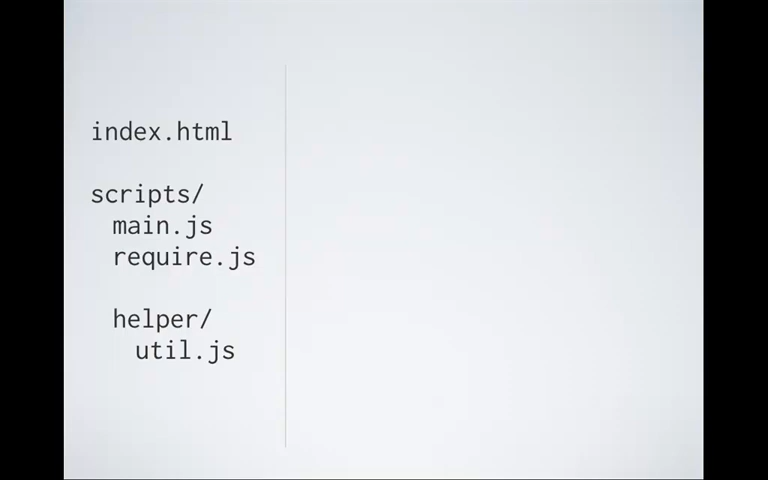 index.html
scripts/
main.js
require.js
helper/
util.js